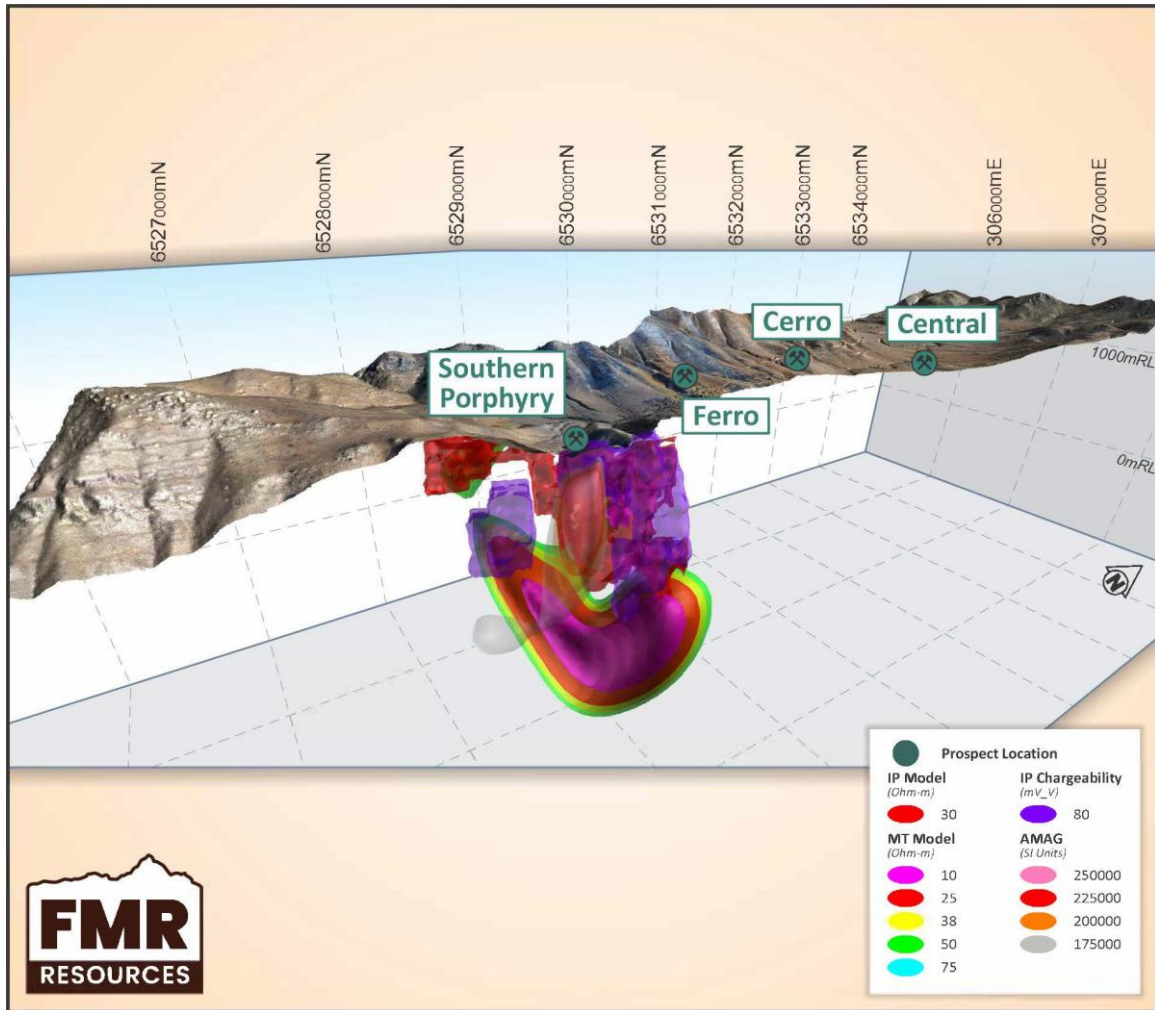 6527000mN
6528000mN
6529000mN
6530000mN
6531000mN
6532000mN
6533000mN
6534000mN
306000mE
307000mE
Cerro
Central
Southern
Porphyry
Ferro
1000mRL
0mRL
N
Prospect Location
IP Model
(Ohm-m)
30
IP Chargeability
(mV_V)
80
MT Model
(Ohm-m)
10
25
38
50
75
AMAG
(SI Units)
250000
225000
200000
175000
FMR
RESOURCES